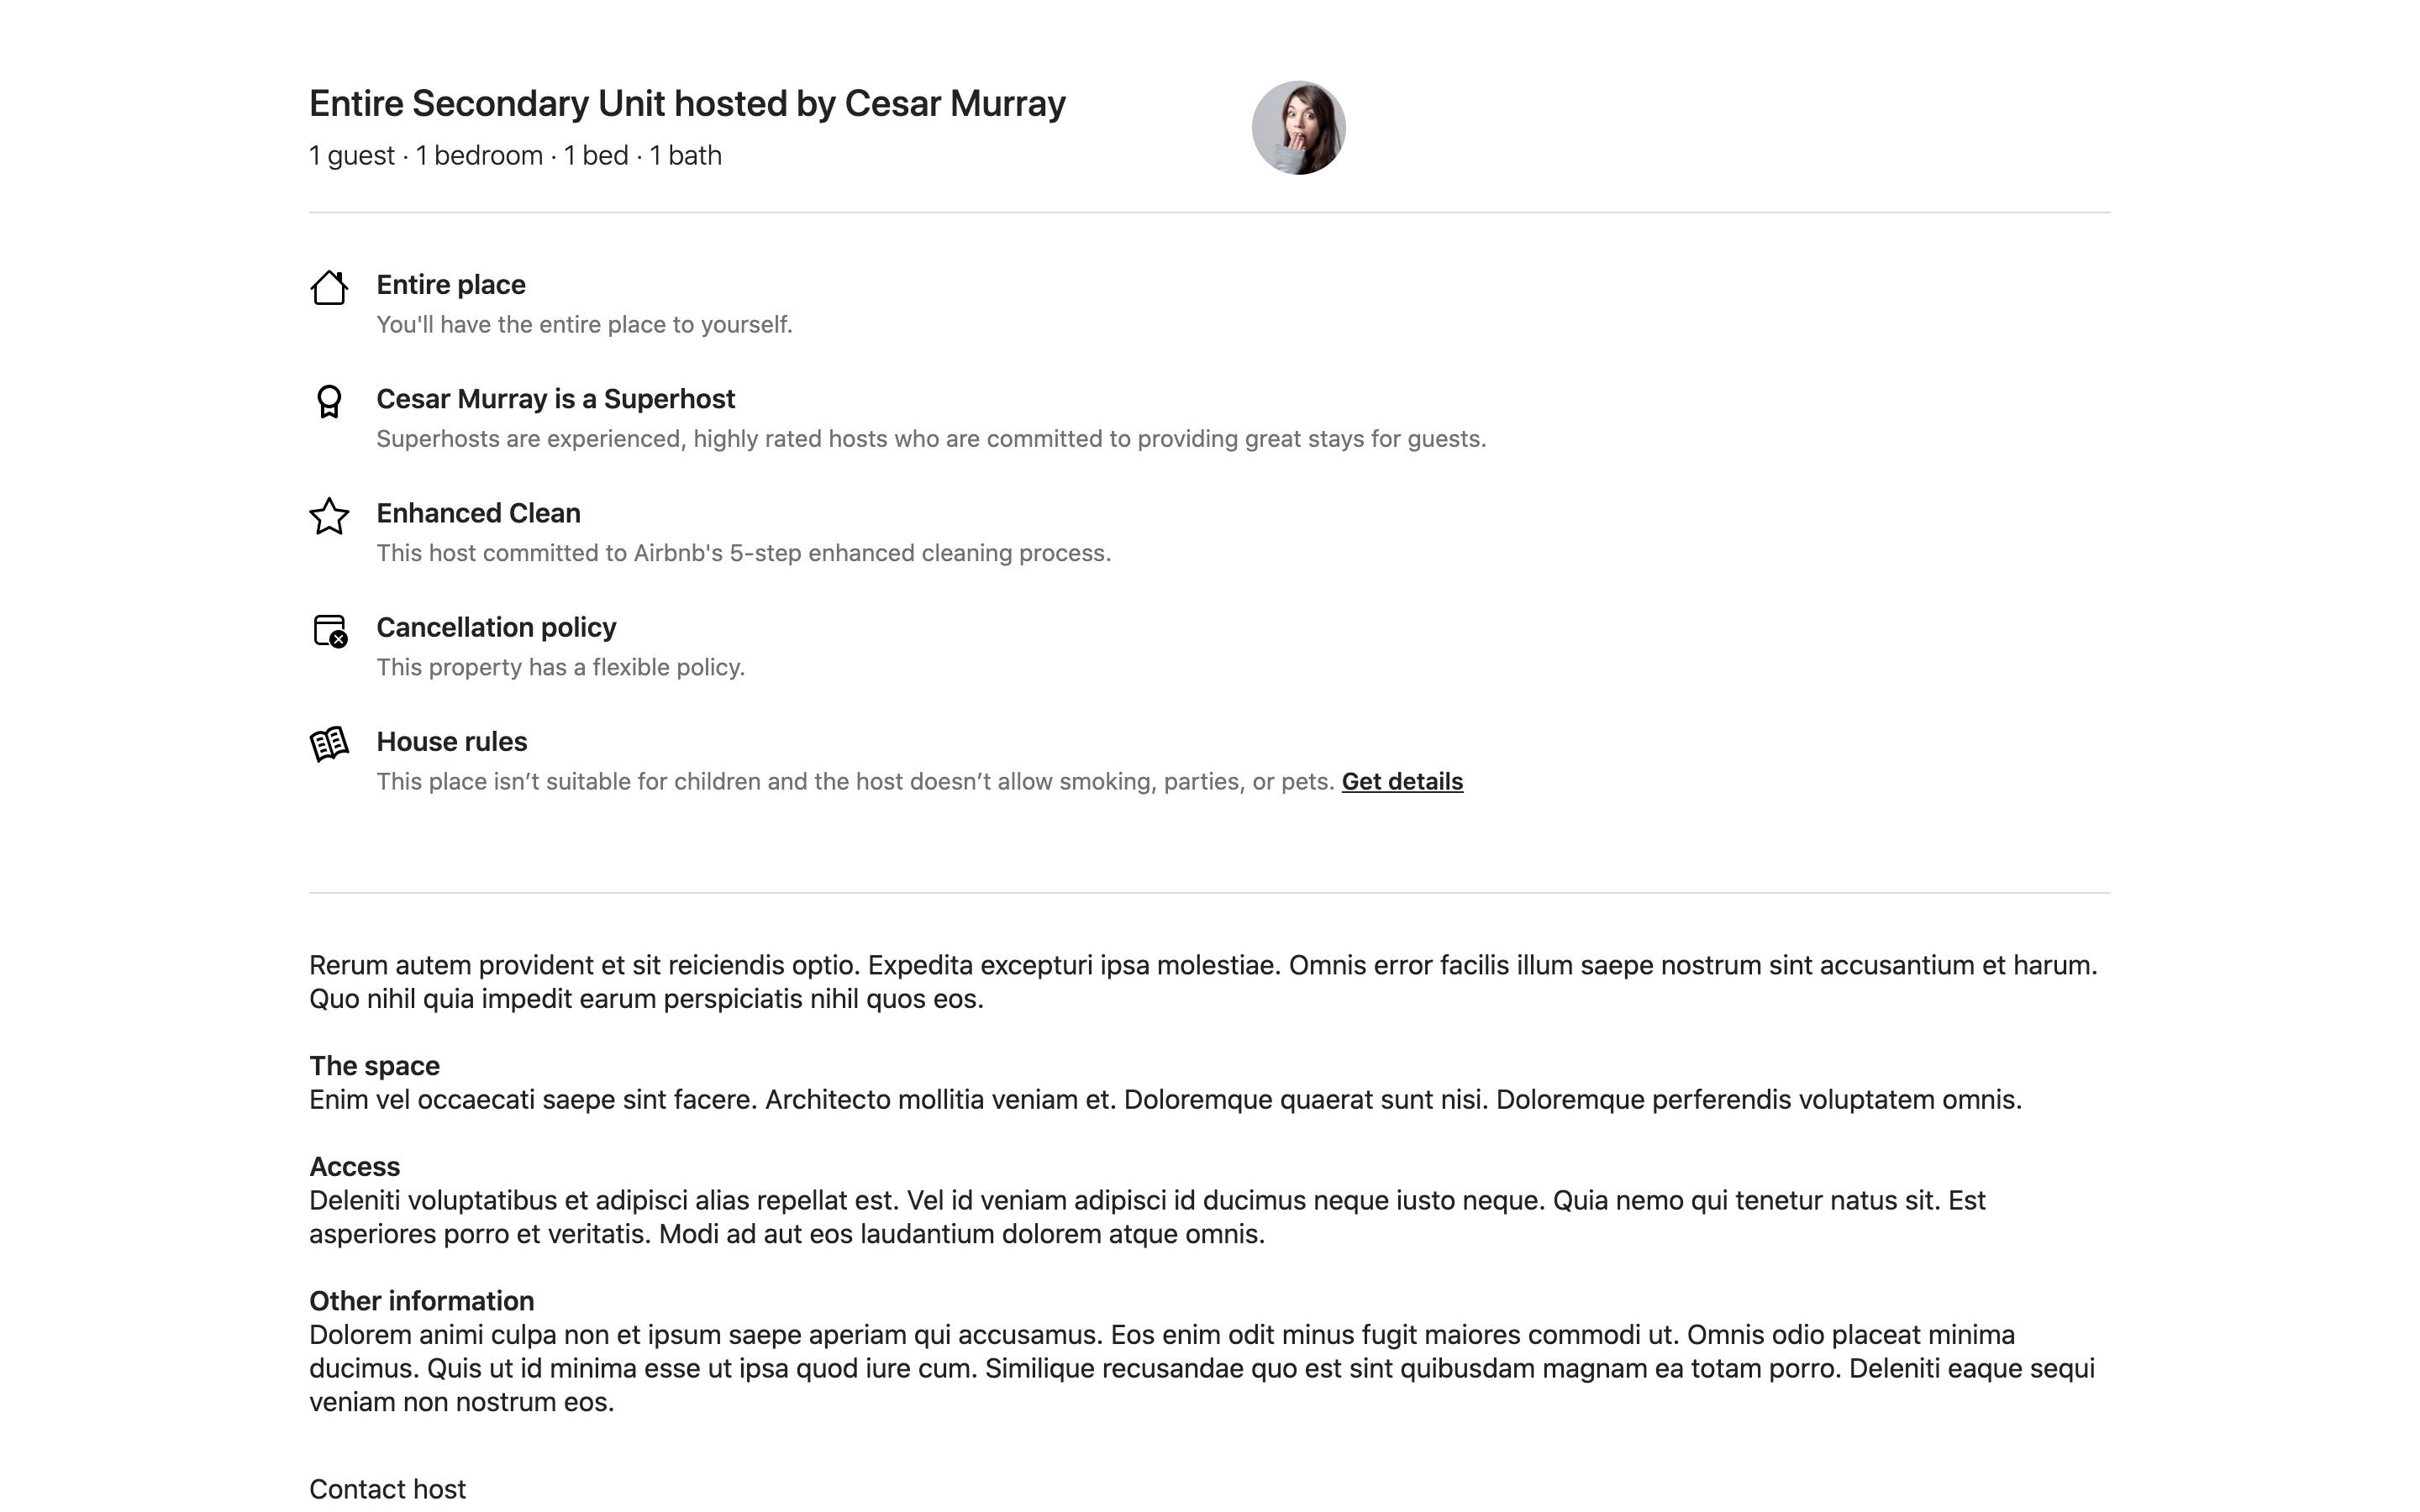 Entire Secondary Unit hosted by Cesar Murray
1 guest · 1 bedroom · 1 bed · 1 bath
Entire place
You'll have the entire place to yourself.
Cesar Murray is a Superhost
Superhosts are experienced, highly rated hosts who are committed to providing great stays for guests.
Enhanced Clean
This host committed to Airbnb's 5-step enhanced cleaning process.
Cancellation policy
This property has a flexible policy.
House rules
This place isn’t suitable for children and the host doesn’t allow smoking, parties, or pets. Get details
Rerum autem provident et sit reiciendis optio. Expedita excepturi ipsa molestiae. Omnis error facilis illum saepe nostrum sint accusantium et harum.
Quo nihil quia impedit earum perspiciatis nihil quos eos.
The space
Enim vel occaecati saepe sint facere. Architecto mollitia veniam et. Doloremque quaerat sunt nisi. Doloremque perferendis voluptatem omnis.
Access
Deleniti voluptatibus et adipisci alias repellat est. Vel id veniam adipisci id ducimus neque iusto neque. Quia nemo qui tenetur natus sit. Est
asperiores porro et veritatis. Modi ad aut eos laudantium dolorem atque omnis.
Other information
Dolorem animi culpa non et ipsum saepe aperiam qui accusamus. Eos enim odit minus fugit maiores commodi ut. Omnis odio placeat minima
ducimus. Quis ut id minima esse ut ipsa quod iure cum. Similique recusandae quo est sint quibusdam magnam ea totam porro. Deleniti eaque sequi
veniam non nostrum eos.
Contact host